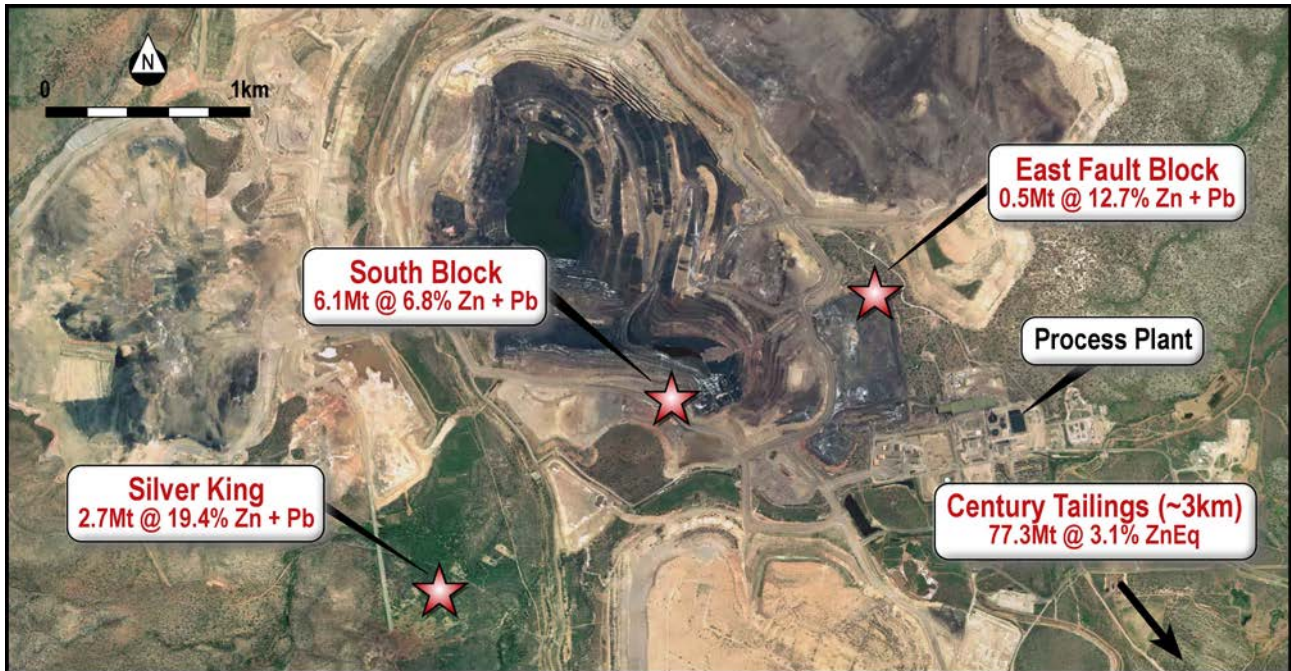 N
0 1km
East Fault Block
0.5Mt @ 12.7% Zn + Pb
South Block
6.1Mt @ 6.8% Zn + Pb
Process Plant
Silver King
2.7Mt @ 19.4% Zn + Pb
Century Tailings (~3km)
77.3Mt @ 3.1% ZnEq